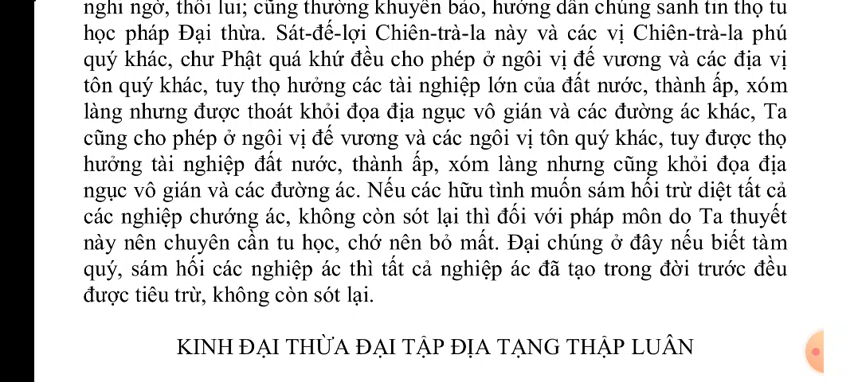 nghi ngờ, thối lui; cũng thường khuyên bảo, hướng dẫn chúng sanh tín thọ tu
học pháp Đại thừa. Sát-đế-lợi Chiên-trà-la này và các vị Chiên-trà-la phú
quý khác, chư Phật quá khứ đều cho phép ở ngôi vị đế vương và các địa vị
tôn quý khác, tuy thọ hưởng các tài nghiệp lớn của đất nước, thành ấp, xóm
làng nhưng được thoát khỏi đọa địa ngục vô gián và các đường ác khác, Ta
cũng cho phép ở ngôi vị đế vương và các ngôi vị tôn quý khác, tuy được thọ
hưởng tài nghiệp đất nước, thành ấp, xóm làng nhưng cũng khỏi đọa địa
ngục vô gián và các đường ác. Nếu các hữu tình muốn sám hối trừ diệt tất cả
các nghiệp chướng ác, không còn sót lại thì đối với pháp môn do Ta thuyết
này nên chuyên cần tu học, chớ nên bỏ mất. Đại chúng ở đây nếu biết tàm
quý, sám hối các nghiệp ác thì tất cả nghiệp ác đã tạo trong đời trước đều
được tiêu trừ, không còn sót lại.
KINH ĐẠI THỪA ĐẠI TẬP ĐỊA TẠNG THẬP LUÂN